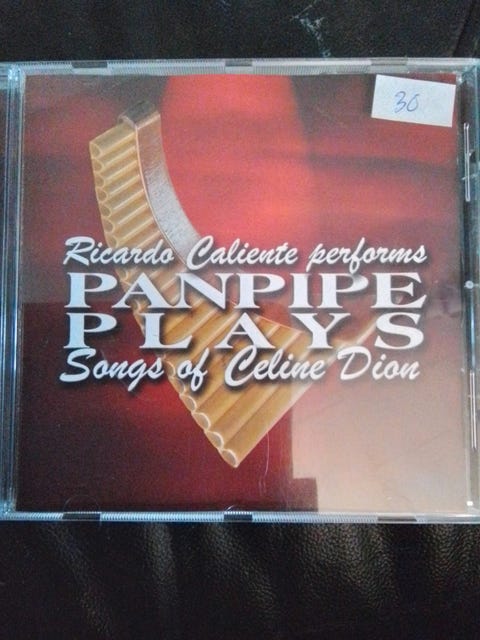 30
Ricardo Caliente performs
PANPIPE
PLAYS
Songs of Celine Dion